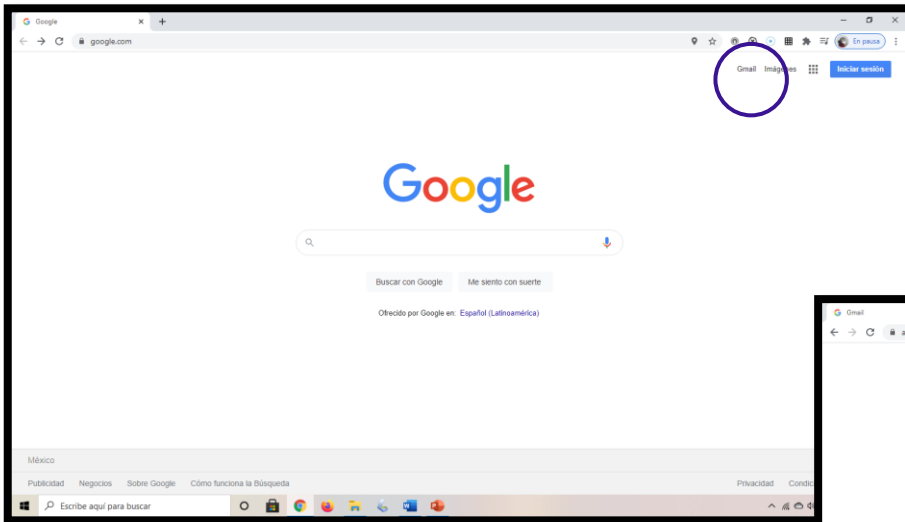 Google
google.com
En pausa
Gmail Imágenes Iniciar sesión
Google
Buscar con Google Me siento con suerte
Ofrecido por Google en: Español (Latinoamérica)
Gmail
México
Publicidad Negocios Sobre Google Cómo funciona la Búsqueda Privacidad
Escribe aquí para buscar